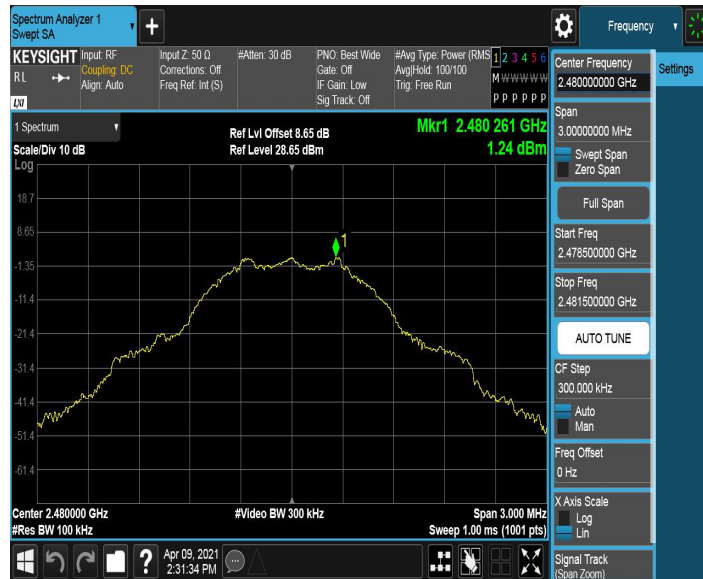 Spectrum Analyzer 1
Swept SA
+
Frequency
KEYSIGHT
RL
LXI
Input: RF
Coupling: DC
Align: Auto
Input Z: 50 Ω
Corrections: Off
Freq Ref: Int (S)
#Atten: 30 dB
PNO: Best Wide
Gate: Off
IF Gain: Low
Sig Track: Off
#Avg Type: Power (RMS
Avg|Hold: 100/100
Trig: Free Run
1 2 3 4 5 6
M W W W W W
P P P P P P
1 Spectrum
Scale/Div 10 dB
Log
Ref Lvl Offset 8.65 dB
Ref Level 28.65 dBm
Mkr1 2.480 261 GHz
1.24 dBm
18.7
8.65
-1.35
-11.4
-21.4
-31.4
-41.4
-51.4
-61.4
1
Center 2.480000 GHz
#Res BW 100 kHz
#Video BW 300 kHz
Span 3.000 MHz
Sweep 1.00 ms (1001 pts)
?
Apr 09, 2021
2:31:34 PM
Center Frequency
2.480000000 GHz
Settings
Span
3.00000000 MHz
Swept Span
Zero Span
Full Span
Start Freq
2.478500000 GHz
Stop Freq
2.481500000 GHz
AUTO TUNE
CF Step
300.000 kHz
Auto
Man
Freq Offset
0 Hz
X Axis Scale
Log
Lin
Signal Track
(Span Zoom)